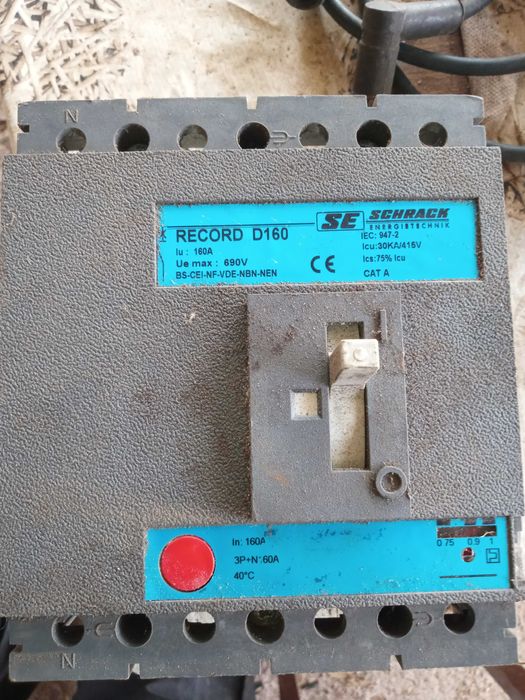 N
SE SCHRACK
ENERGIETECHNIK
RECORD D160
Iu : 160A
Ue max : 690V
BS-CEI-NF-VDE-NBN-NEN
CE
IEC: 947-2
Icu:30KA/415V
Ics:75% Icu
CAT A
I
O
In: 160A
3P+N:60A
40°C
0.75 0.9 1
N